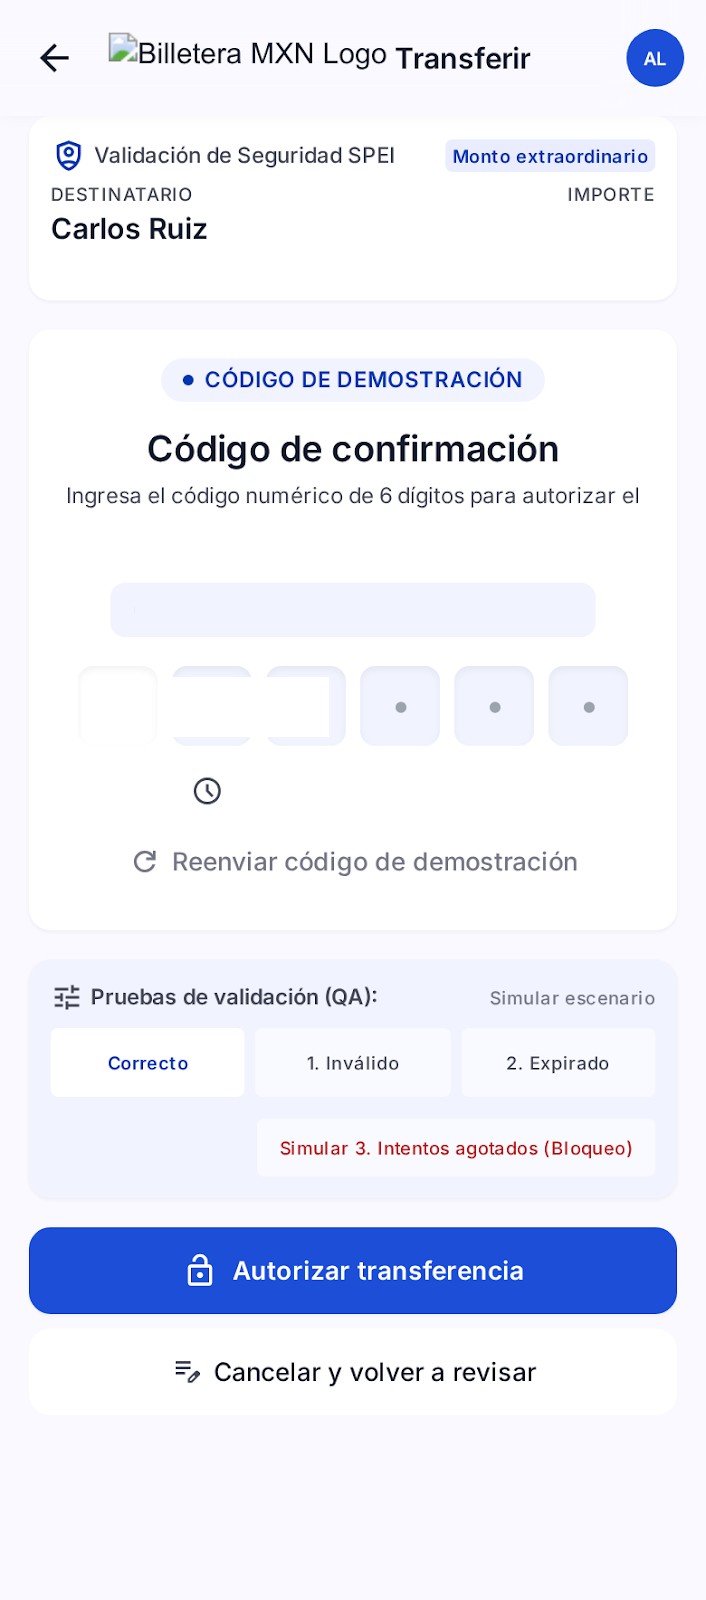 Billetera MXN Logo Transferir
AL
Validación de Seguridad SPEI
Monto extraordinario
DESTINATARIO
IMPORTE
Carlos Ruiz
CÓDIGO DE DEMOSTRACIÓN
Código de confirmación
Ingresa el código numérico de 6 dígitos para autorizar el
Reenviar código de demostración
Pruebas de validación (QA):
Simular escenario
Correcto
1. Inválido
2. Expirado
Simular 3. Intentos agotados (Bloqueo)
Autorizar transferencia
Cancelar y volver a revisar